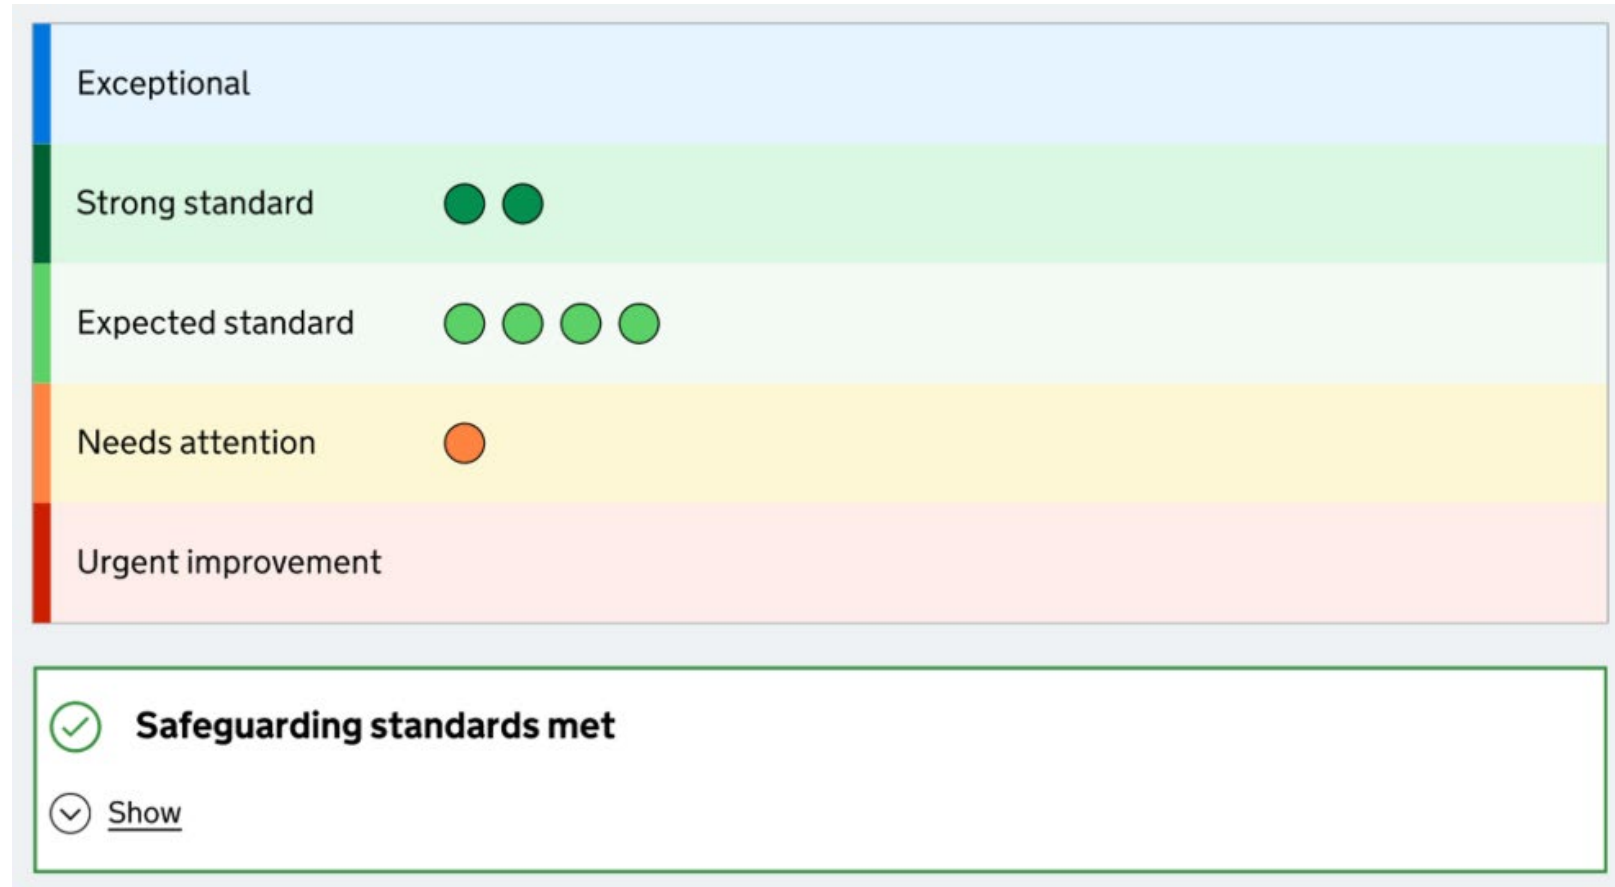 Exceptional
Strong standard
Expected standard
Needs attention
Urgent improvement
Safeguarding standards met
Show